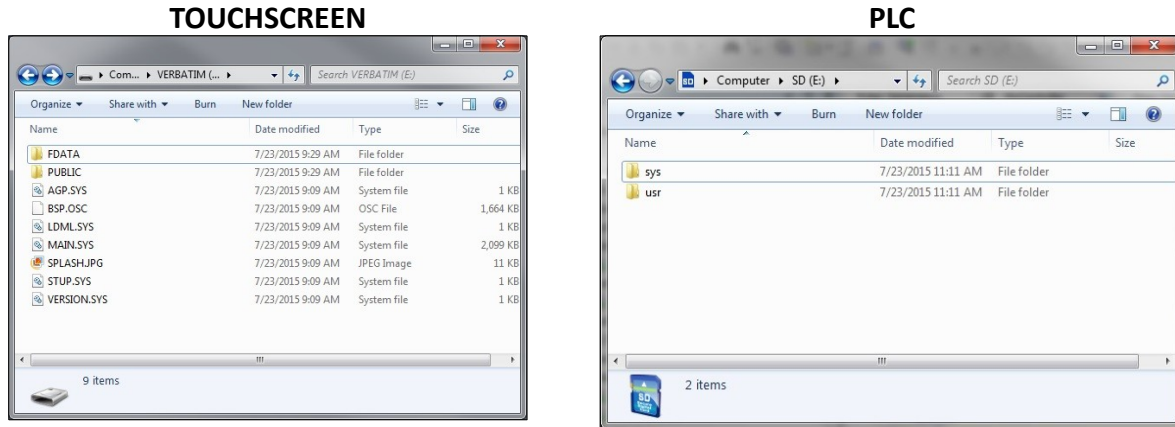 TOUCHSCREEN
Com... VERBATIM (...
Search VERBATIM (E:)
Organize Share with Burn New folder
Name Date modified Type Size
FDATA 7/23/2015 9:29 AM File folder
PUBLIC 7/23/2015 9:29 AM File folder
AGP.SYS 7/23/2015 9:09 AM System file 1 KB
BSP.OSC 7/23/2015 9:09 AM OSC File 1,664 KB
LDML.SYS 7/23/2015 9:09 AM System file 1 KB
MAIN.SYS 7/23/2015 9:09 AM System file 2,099 KB
SPLASH.JPG 7/23/2015 9:09 AM JPEG Image 11 KB
STUP.SYS 7/23/2015 9:09 AM System file 1 KB
VERSION.SYS 7/23/2015 9:09 AM System file 1 KB
9 items
PLC
SD Computer SD (E:)
Search SD (E:)
Organize Share with Burn New folder
Name Date modified Type Size
sys 7/23/2015 11:11 AM File folder
usr 7/23/2015 11:11 AM File folder
SD
2 items